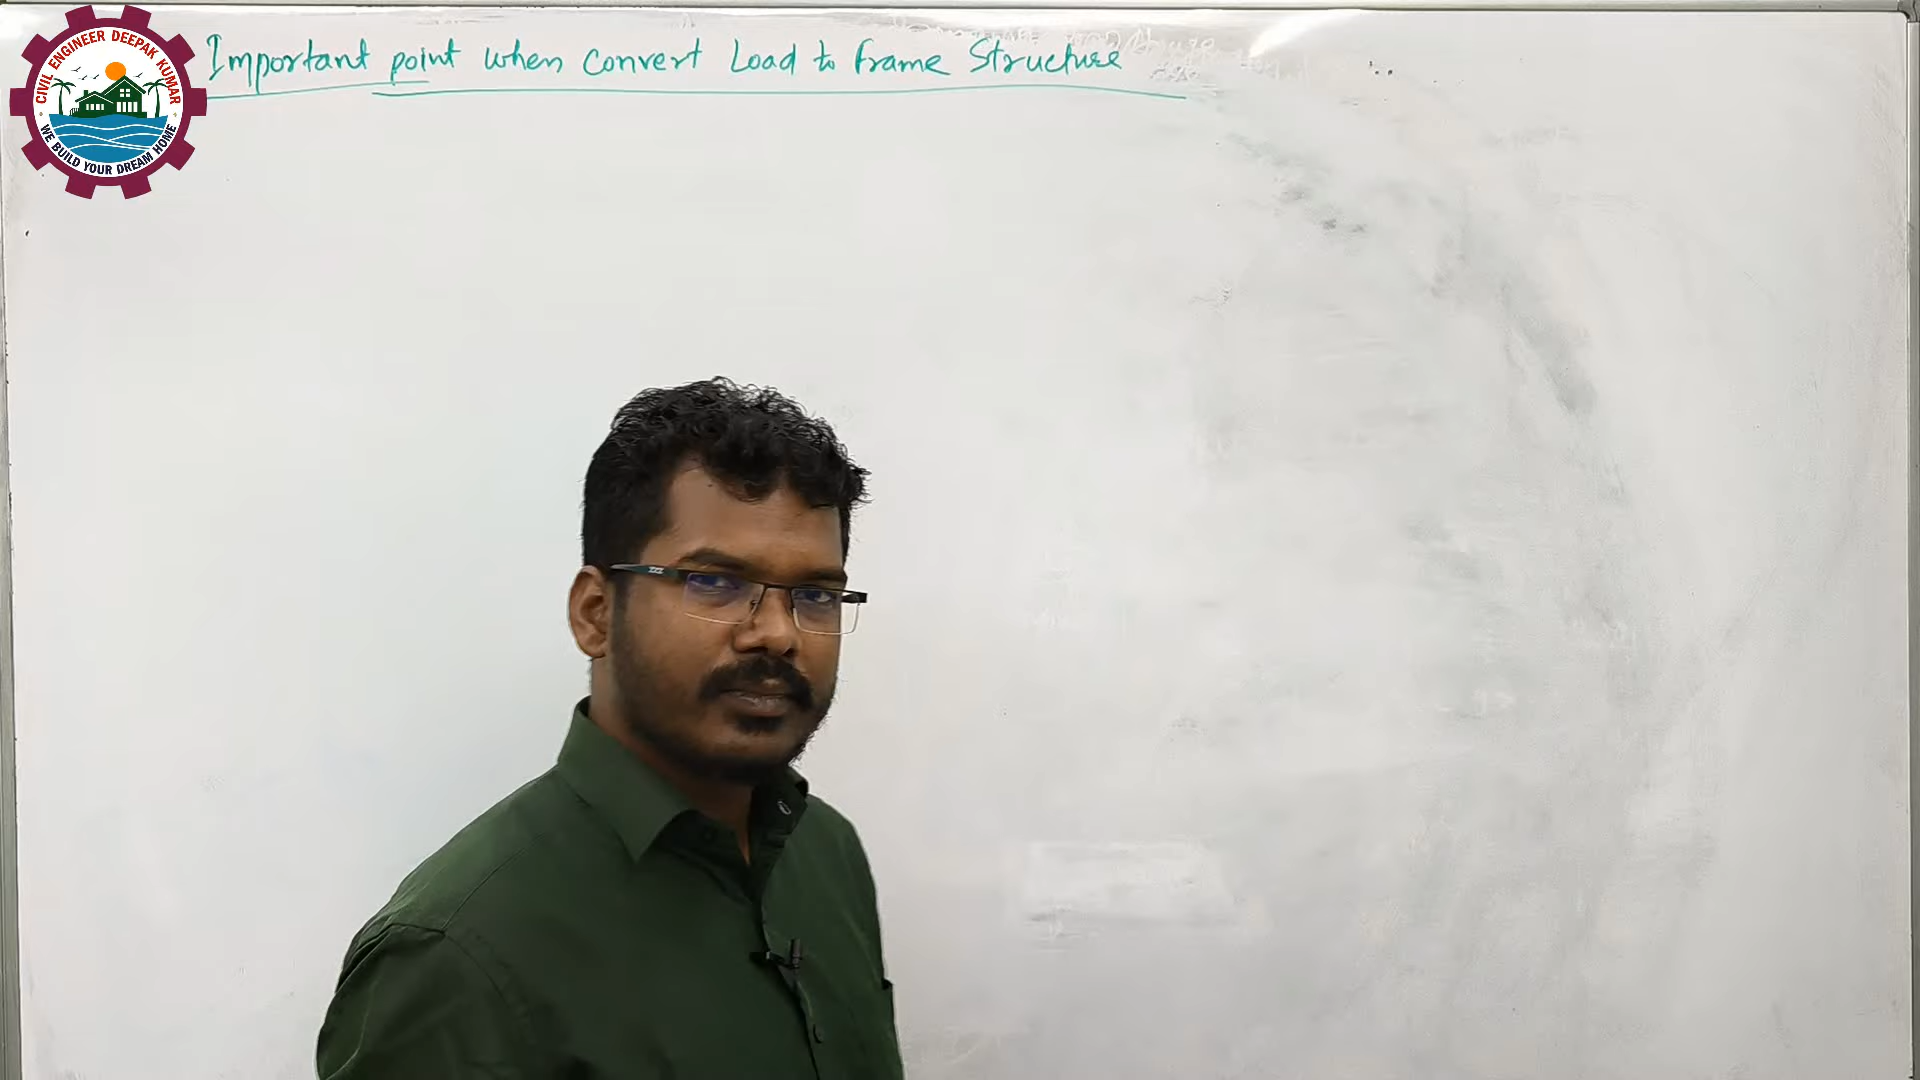 Important point when convert Load to frame Structure
CIVIL ENGINEER DEEPAK KUMAR
WE BUILD YOUR DREAM HOME